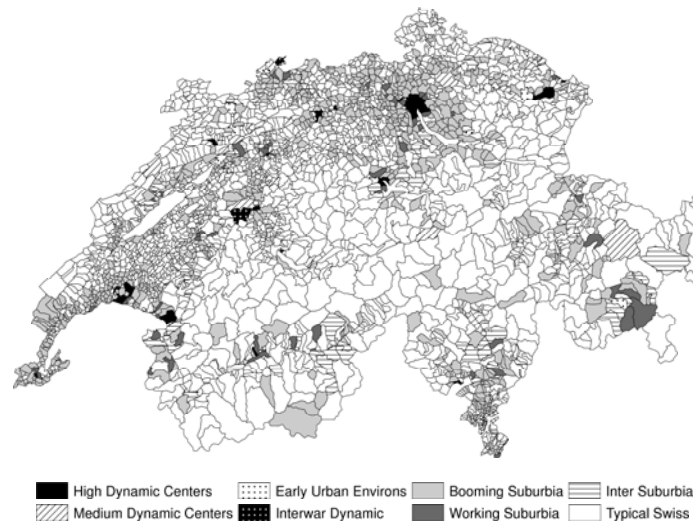 High Dynamic Centers Early Urban Environs Booming Suburbia Inter Suburbia
Medium Dynamic Centers Interwar Dynamic Working Suburbia Typical Swiss